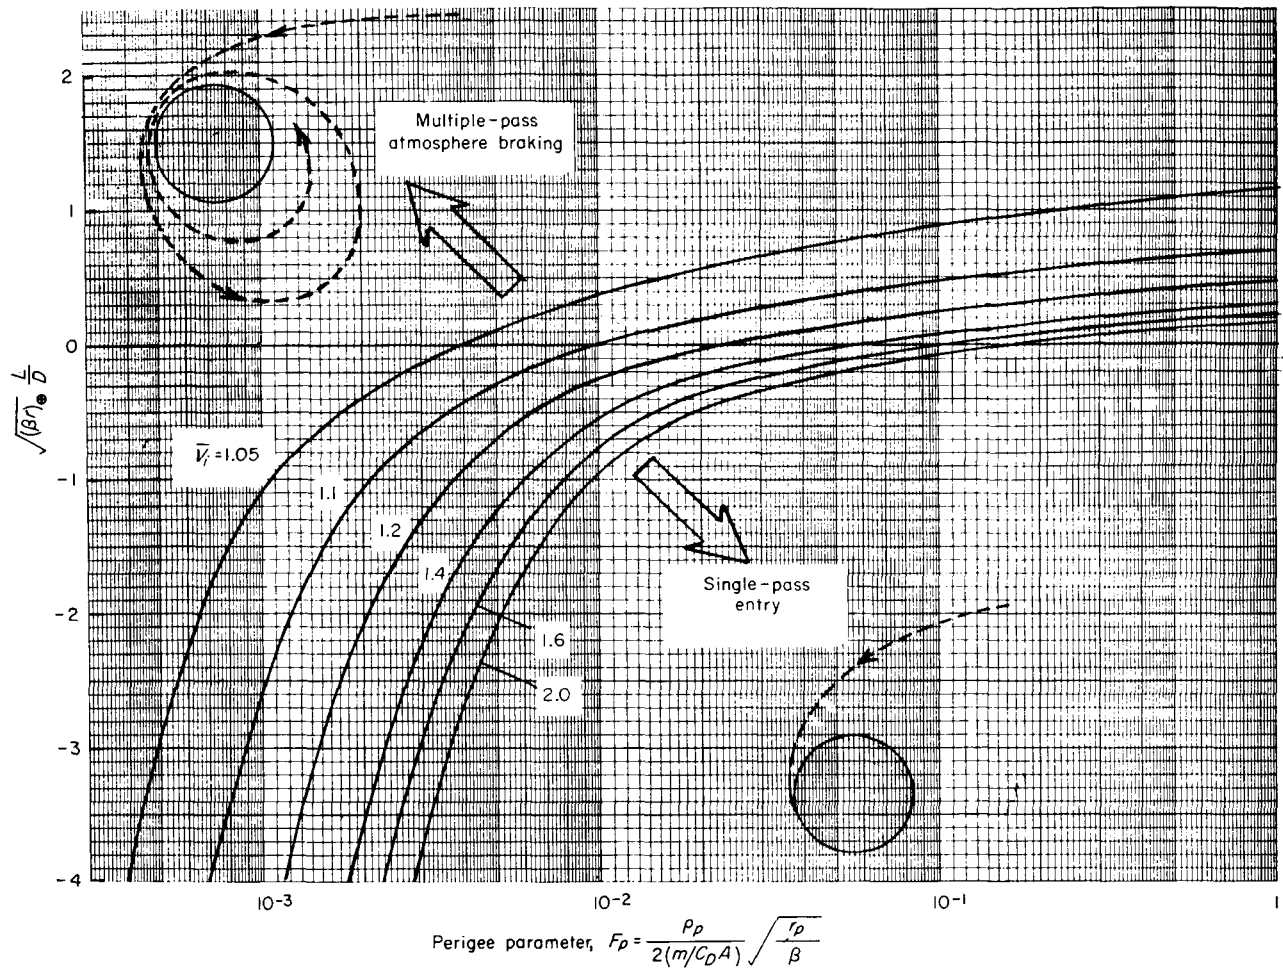 2
1
0
-1
-2
-3
-4
√(βr)⊕ L/D
Multiple-pass
atmosphere braking
V̄i = 1.05
1.1
1.2
1.4
1.6
2.0
Single-pass
entry
10⁻³
10⁻²
10⁻¹
1
Perigee parameter, Fp = ρp / 2(m/CDA) √(rp/β)